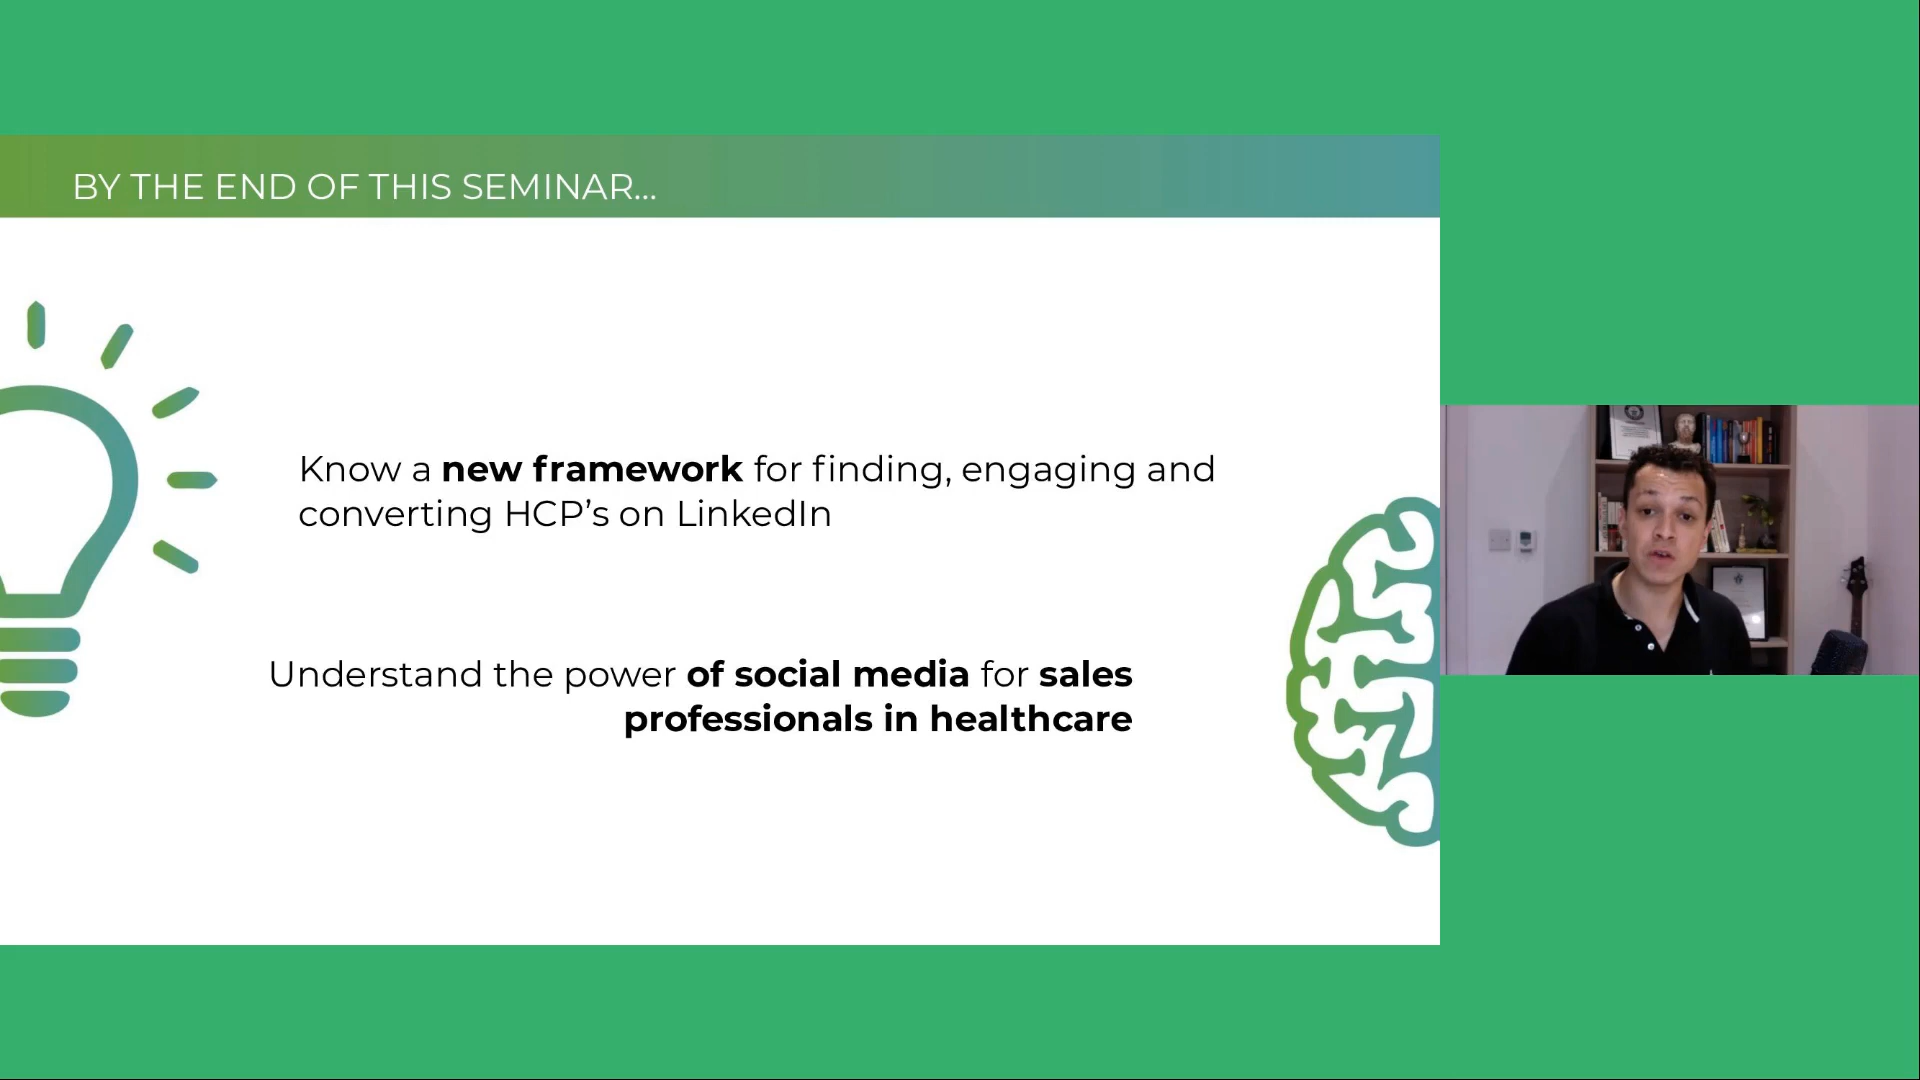 BY THE END OF THIS SEMINAR...
Know a new framework for finding, engaging and
converting HCP’s on LinkedIn
Understand the power of social media for sales
professionals in healthcare